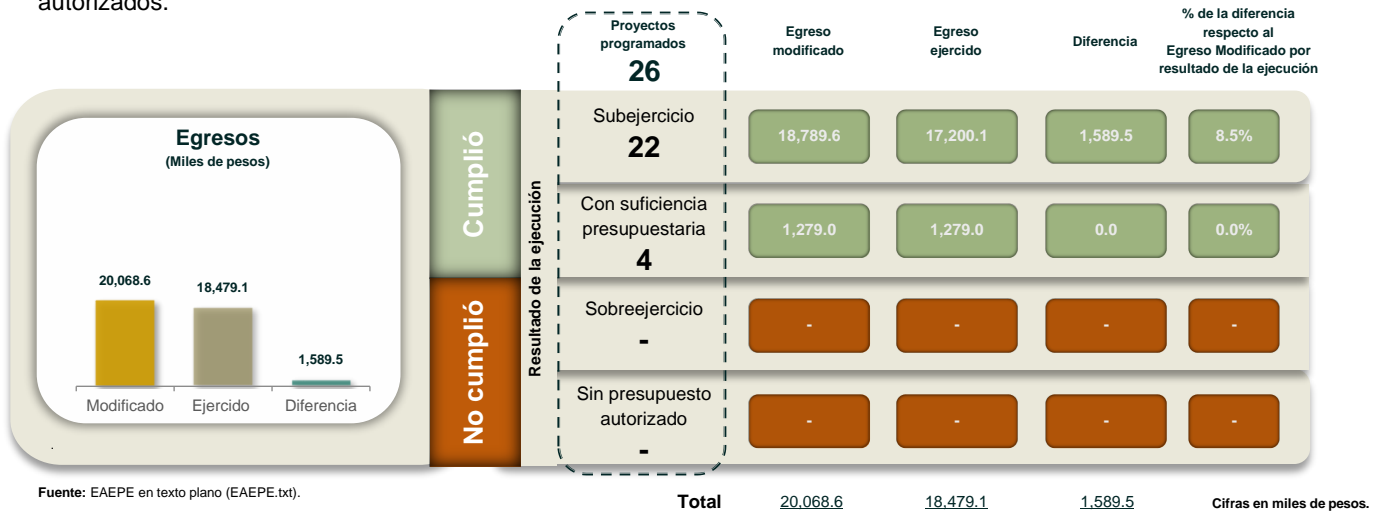 autorizados.
Proyectos
programados
26
Egreso
modificado
Egreso
ejercido
Diferencia
% de la diferencia
respecto al
Egreso Modificado por
resultado de la ejecución
Egresos
(Miles de pesos)
20,068.6
18,479.1
1,589.5
Modificado
Ejercido
Diferencia
.
Cumplió
No cumplió
Resultado de la ejecución
Subejercicio
22
18,789.6
17,200.1
1,589.5
8.5%
Con suficiencia
presupuestaria
4
1,279.0
1,279.0
0.0
0.0%
Sobreejercicio
-
-
-
-
-
Sin presupuesto
autorizado
-
-
-
-
-
Fuente: EAEPE en texto plano (EAEPE.txt).
Total
20,068.6
18,479.1
1,589.5
Cifras en miles de pesos.